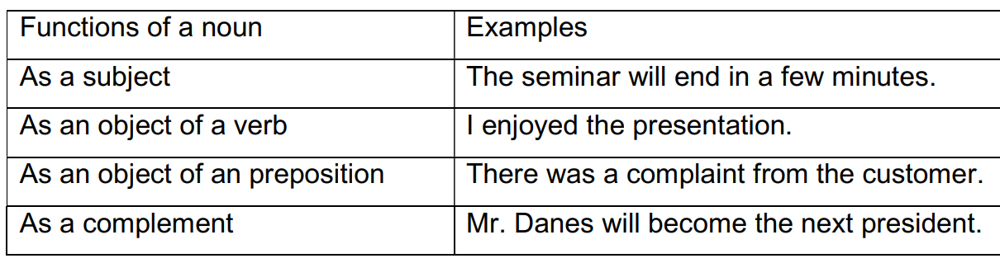 Functions of a noun Examples
As a subject The seminar will end in a few minutes.
As an object of a verb I enjoyed the presentation.
As an object of an preposition There was a complaint from the customer.
As a complement Mr. Danes will become the next president.